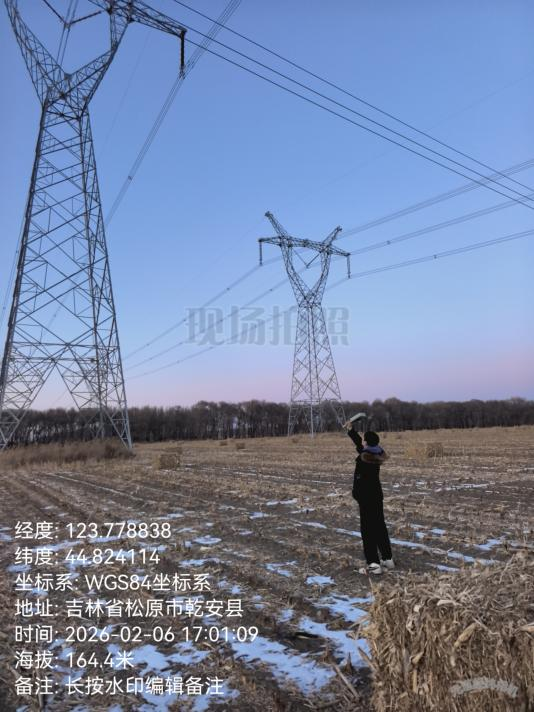 现场拍照
经度: 123.778838
纬度: 44.824114
坐标系: WGS84坐标系
地址: 吉林省松原市乾安县
时间: 2026-02-06 17:01:09
海拔: 164.4米
备注: 长按水印编辑备注